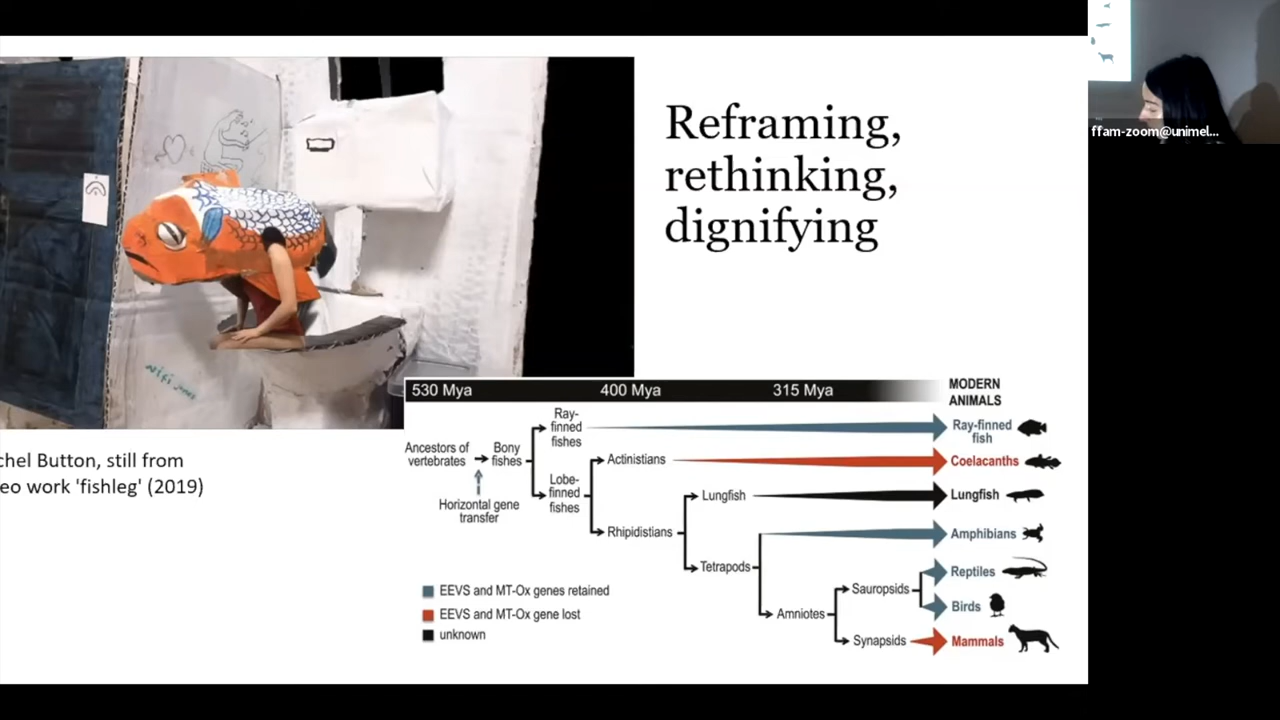 Reframing,
rethinking,
dignifying
ffam-zoom@unimel...
chel Button, still from
eo work 'fishleg' (2019)
530 Mya
400 Mya
315 Mya
MODERN
ANIMALS
Ray-
finned
fishes
Ray-finned
fish
Ancestors of
vertebrates
Bony
fishes
Actinistians
Coelacanths
Lobe-
finned
fishes
Horizontal gene
transfer
Lungfish
Lungfish
Rhipidistians
Amphibians
Tetrapods
Reptiles
Sauropsids
Birds
Amniotes
Synapsids
Mammals
EEVS and MT-Ox genes retained
EEVS and MT-Ox gene lost
unknown